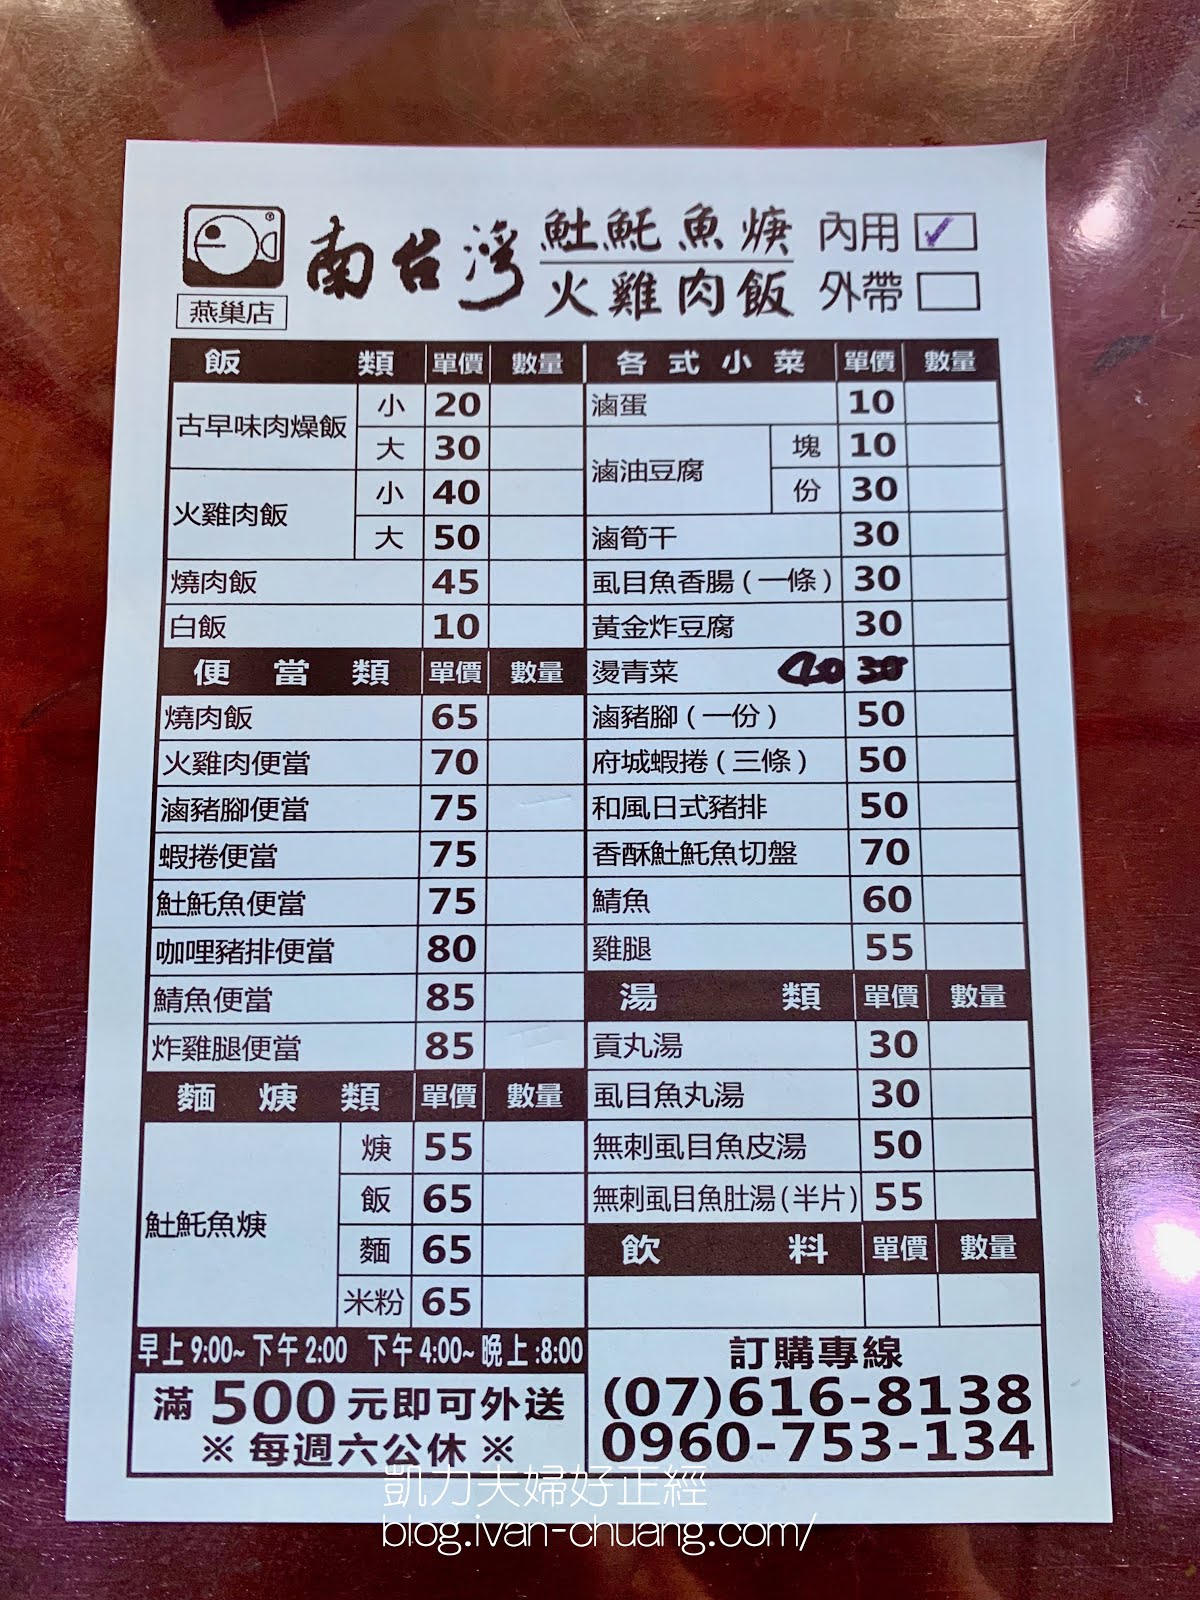 南台灣 魠魠魚焿 內用 ✓
火雞肉飯 外帶
燕巢店
飯類 單價 數量
古早味肉燥飯 小 20
大 30
火雞肉飯 小 40
大 50
燒肉飯 45
白飯 10
便當類 單價 數量
燒肉飯 65
火雞肉便當 70
滷豬腳便當 75
蝦捲便當 75
𩵚魠魚便當 75
咖哩豬排便當 80
鯖魚便當 85
炸雞腿便當 85
麵焿類 單價 數量
𩵚魠魚焿 焿 55
飯 65
麵 65
米粉 65
早上9:00~下午2:00 下午4:00~晚上:8:00
滿500元即可外送
※每週六公休※
各式小菜 單價 數量
滷蛋 10
滷油豆腐 塊 10
份 30
滷筍干 30
虱目魚香腸(一條) 30
黃金炸豆腐 30
燙青菜 40 30
滷豬腳(一份) 50
府城蝦捲(三條) 50
和風日式豬排 50
香酥𩵚魠魚切盤 70
鯖魚 60
雞腿 55
湯類 單價 數量
貢丸湯 30
虱目魚丸湯 30
無刺虱目魚皮湯 50
無刺虱目魚肚湯(半片) 55
飲料 單價 數量
訂購專線
(07)616-8138
0960-753-134
凱力夫婦好正經
blog.ivan-chuang.com/